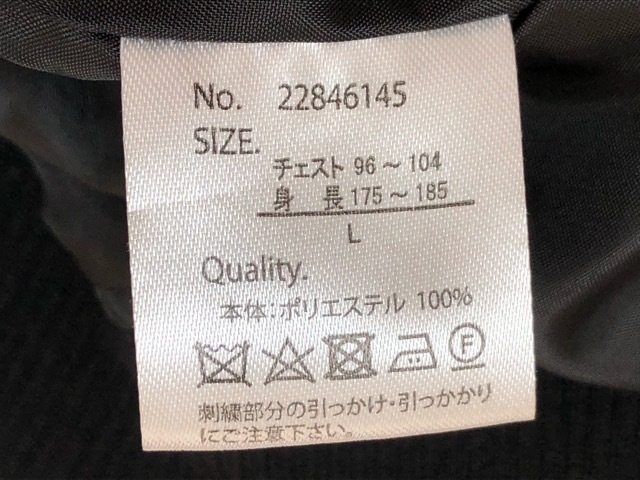 No. 22846145
SIZE.
チェスト 96～104
身 長 175～185
L
Quality.
本体:ポリエステル 100%
F
刺繍部分の引っかけ・引っかかり
にご注意下さい。